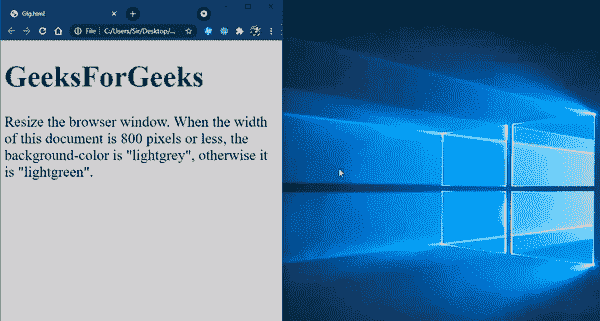 Gfg.html
File C:/Users/Sir/Desktop/...
GeeksForGeeks
Resize the browser window. When the width
of this document is 800 pixels or less, the
background-color is "lightgrey", otherwise it
is "lightgreen".